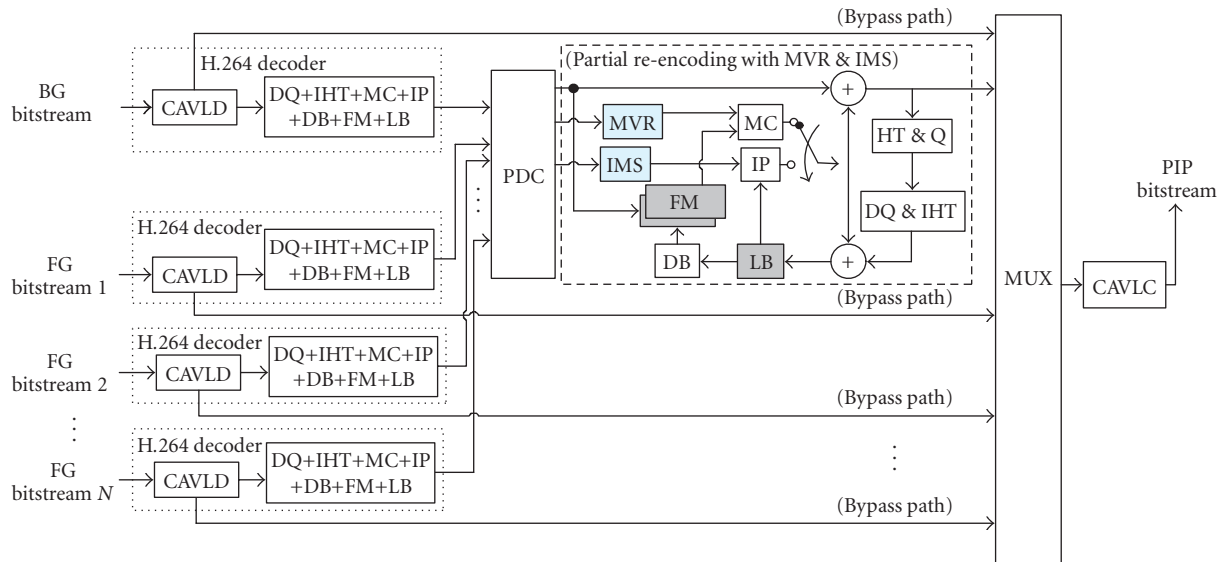 (Bypass path)
H.264 decoder
(Partial re-encoding with MVR & IMS)
BG
bitstream
CAVLD
DQ+IHT+MC+IP
+DB+FM+LB
PDC
MVR
MC
HT & Q
IMS
IP
FM
DQ & IHT
DB
LB
+
+
MUX
CAVLC
PIP
bitstream
H.264 decoder
FG
bitstream 1
CAVLD
DQ+IHT+MC+IP
+DB+FM+LB
(Bypass path)
H.264 decoder
FG
bitstream 2
CAVLD
DQ+IHT+MC+IP
+DB+FM+LB
(Bypass path)
H.264 decoder
FG
bitstream N
CAVLD
DQ+IHT+MC+IP
+DB+FM+LB
(Bypass path)